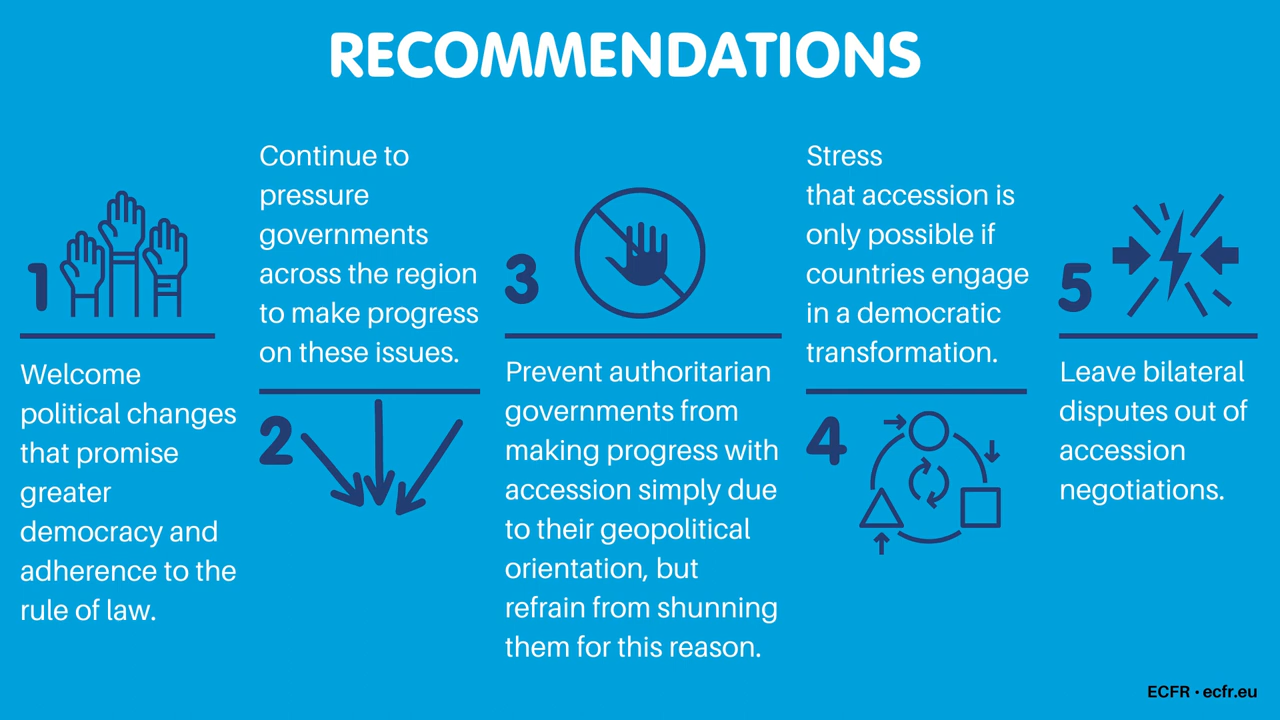 RECOMMENDATIONS
1
Welcome
political changes
that promise
greater
democracy and
adherence to the
rule of law.
Continue to
pressure
governments
across the region
to make progress
on these issues.
2
3
Prevent authoritarian
governments from
making progress with
accession simply due
to their geopolitical
orientation, but
refrain from shunning
them for this reason.
Stress
that accession is
only possible if
countries engage
in a democratic
transformation.
4
5
Leave bilateral
disputes out of
accession
negotiations.
ECFR · ecfr.eu